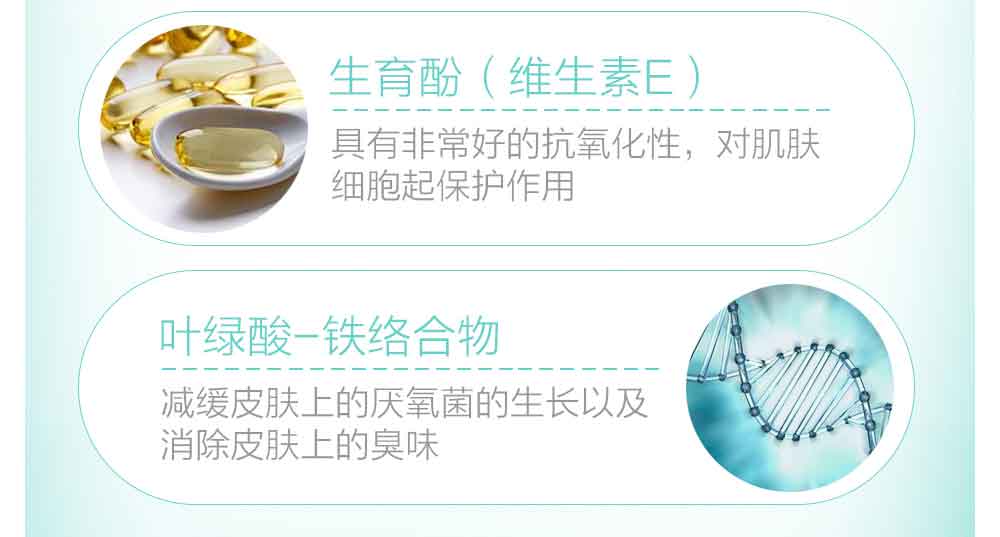 生育酚（维生素E）
具有非常好的抗氧化性，对肌肤
细胞起保护作用
叶绿酸-铁络合物
减缓皮肤上的厌氧菌的生长以及
消除皮肤上的臭味